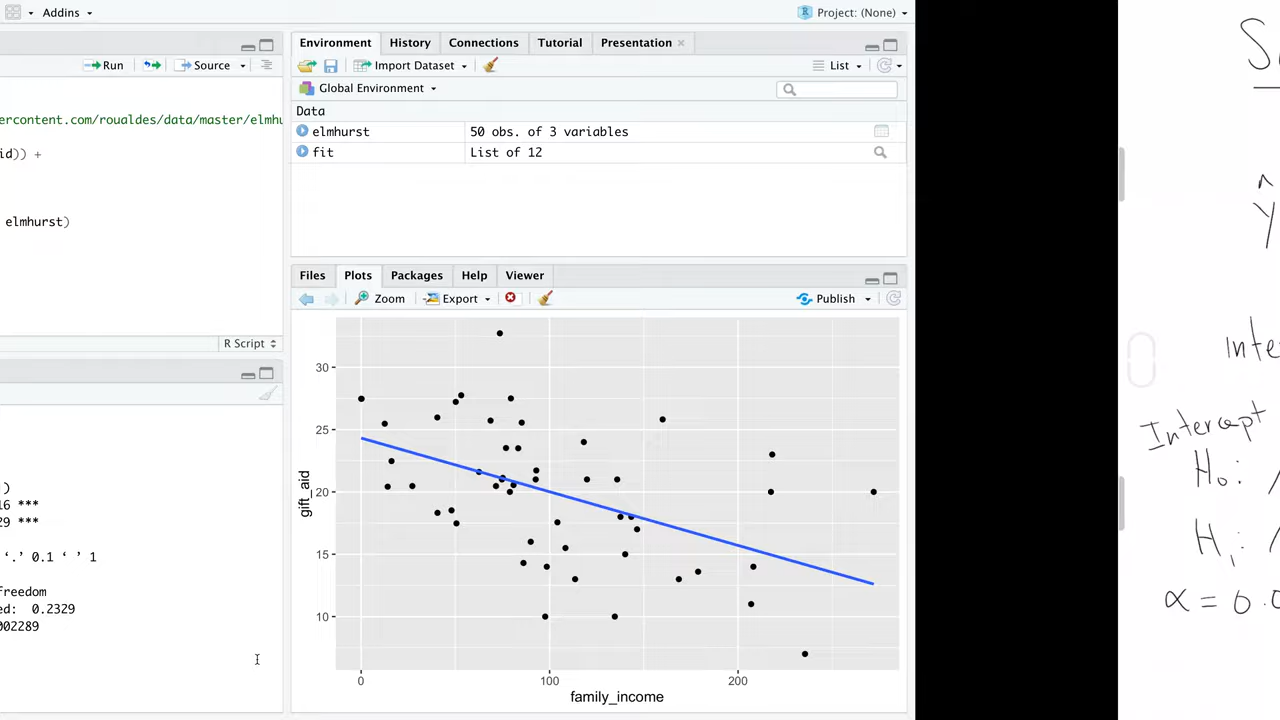 Addins
Project: (None)
Run
Source
ercontent.com/roualdes/data/master/elmhu
id)) +
elmhurst)
R Script
)
16 ***
29 ***
‘.’ 0.1 ‘ ’ 1
freedom
ed: 0.2329
002289
Environment History Connections Tutorial Presentation
Import Dataset
List
Global Environment
Data
elmhurst 50 obs. of 3 variables
fit List of 12
Files Plots Packages Help Viewer
Zoom Export Publish
30
25
20
15
10
gift_aid
0 100 200
family_income
ŷ
Inte
Intercept
H₀:
H₁:
α = 0.0